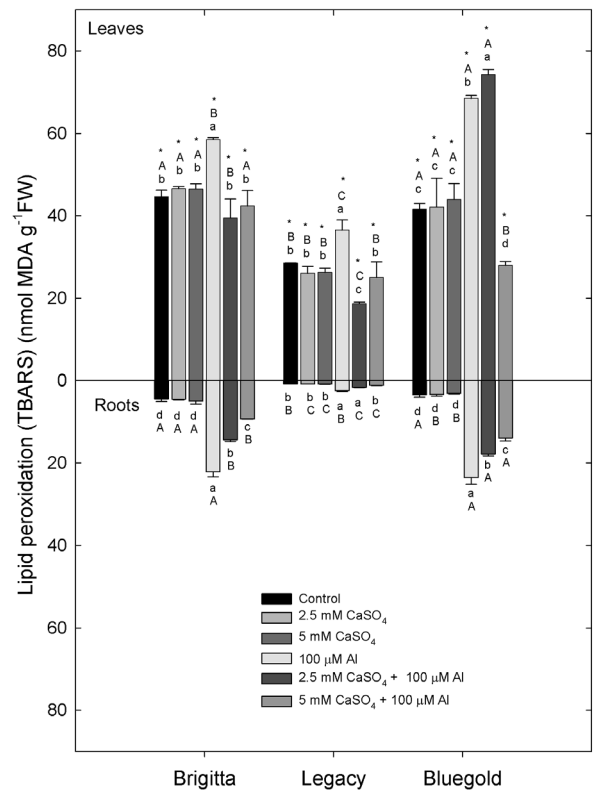 Leaves
Roots
Lipid peroxidation (TBARS) (nmol MDA g⁻¹FW)
80
60
40
20
0
20
40
60
80
* A b
* A b
* A b
* B a
* B b
* A b
* B b
* B b
* B b
* C a
* C c
* B b
* A c
* A c
* A c
* A b
* A a
* B d
d A
d A
d A
a A
b B
c B
b B
b C
b C
a B
a C
b C
d A
d B
d B
a A
b A
c A
Control
2.5 mM CaSO₄
5 mM CaSO₄
100 μM Al
2.5 mM CaSO₄ + 100 μM Al
5 mM CaSO₄ + 100 μM Al
Brigitta Legacy Bluegold